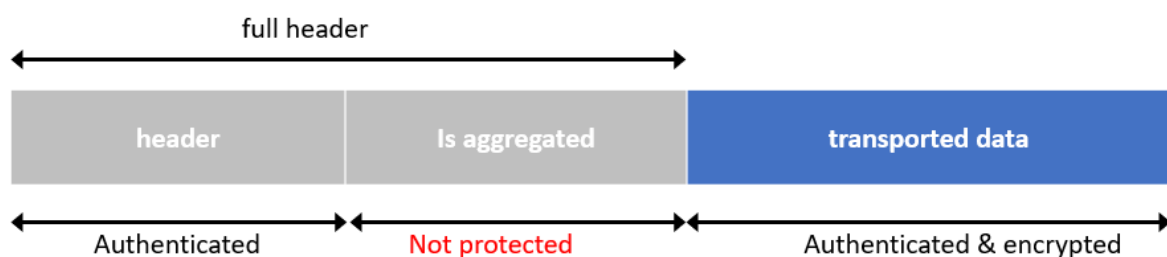 full header
header
Is aggregated
transported data
Authenticated
Not protected
Authenticated & encrypted